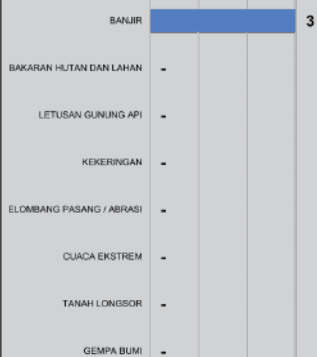 BANJIR 3
BAKARAN HUTAN DAN LAHAN -
LETUSAN GUNUNG API -
KEKERINGAN -
ELOMBANG PASANG / ABRASI -
CUACA EKSTREM -
TANAH LONGSOR -
GEMPA BUMI -